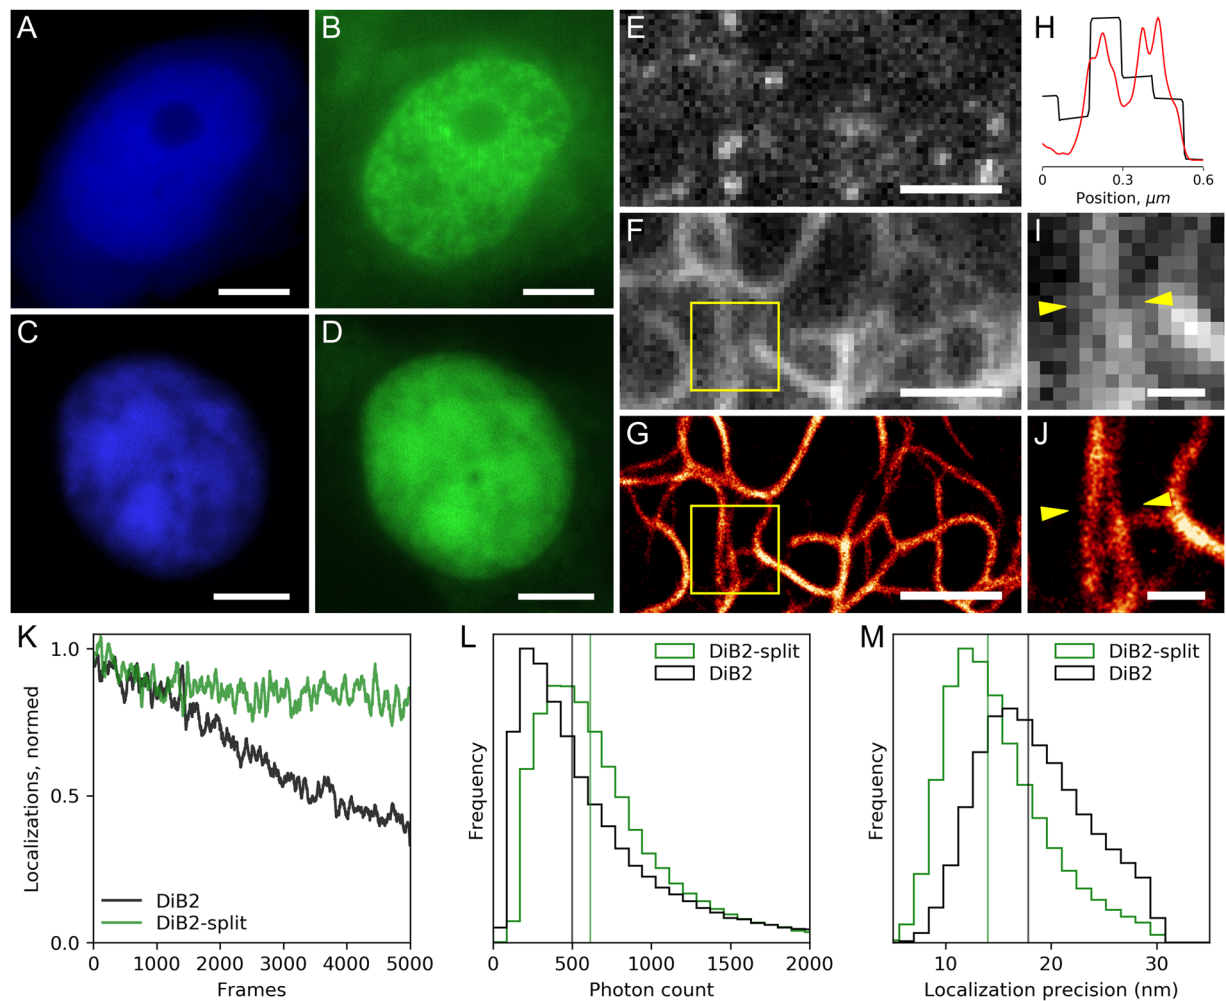 A
B
C
D
E
F
G
H
0
0.3
0.6
Position, μm
I
J
K
1.0
0.5
0.0
Localizations, normed
DiB2
DiB2-split
0
1000
2000
3000
4000
5000
Frames
L
DiB2-split
DiB2
Frequency
0
500
1000
1500
2000
Photon count
M
DiB2-split
DiB2
Frequency
10
20
30
Localization precision (nm)